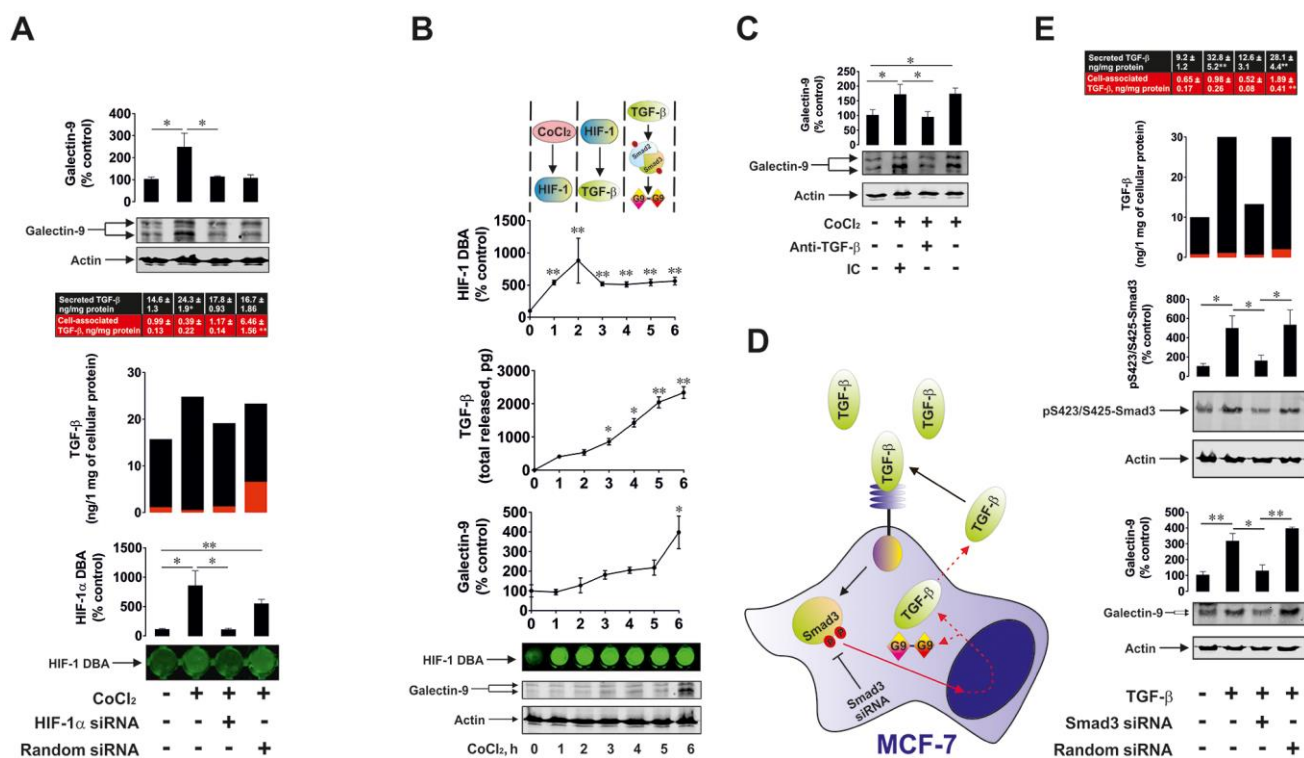 A
*
*
Galectin-9
(% control)
400
300
200
100
0
Galectin-9
Actin
Secreted TGF-β 14.6 ± 24.3 ± 17.8 ± 16.7 ±
ng/mg protein 1.3 1.9* 0.93 1.86
Cell-associated 0.99 ± 0.39 ± 1.17 ± 6.46 ±
TGF-β, ng/mg protein 0.13 0.22 0.14 1.56 **
TGF-β
(ng/1 mg of cellular protein)
30
20
10
0
**
*
*
HIF-1α DBA
(% control)
1500
1000
500
0
HIF-1 DBA
CoCl₂ - + + +
HIF-1α siRNA +
Random siRNA +
B
CoCl₂
HIF-1
HIF-1
TGF-β
TGF-β
Smad2
Smad3
G9 G9
HIF-1 DBA
(% control)
1500
1000
500
0
** ** ** ** ** **
0 1 2 3 4 5 6
TGF-β
(total released, pg)
3000
2000
1000
0
* * ** **
0 1 2 3 4 5 6
Galectin-9
(% control)
500
400
300
200
100
0
*
0 1 2 3 4 5 6
HIF-1 DBA
Galectin-9
Actin
CoCl₂, h 0 1 2 3 4 5 6
C
*
* *
Galectin-9
(% control)
250
200
150
100
50
0
Galectin-9
Actin
CoCl₂ - + + +
Anti-TGF-β - - + -
IC - + - -
D
TGF-β
TGF-β
TGF-β
TGF-β
TGF-β
Smad3
P P
G9 G9
Smad3
siRNA
MCF-7
E
Secreted TGF-β 9.2 ± 32.8 ± 12.6 ± 28.1 ±
ng/mg protein 1.2 5.2** 3.1 4.4**
Cell-associated 0.65 ± 0.98 ± 0.52 ± 1.89 ±
TGF-β, ng/mg protein 0.17 0.26 0.08 0.41 **
TGF-β
(ng/1 mg of cellular protein)
30
20
10
0
* * *
pS423/S425-Smad3
(% control)
800
600
400
200
0
pS423/S425-Smad3
Actin
** * **
Galectin-9
(% control)
500
400
300
200
100
0
Galectin-9
Actin
TGF-β - + + +
Smad3 siRNA - - + -
Random siRNA - - - +